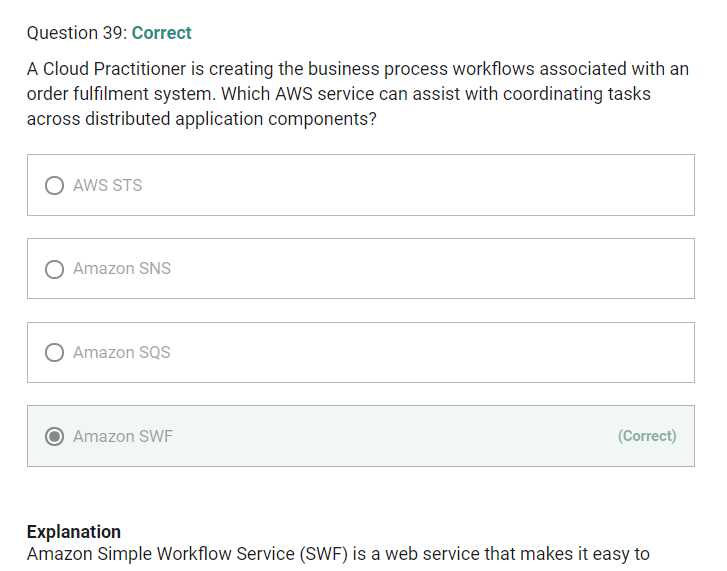 Question 39: Correct
A Cloud Practitioner is creating the business process workflows associated with an
order fulfilment system. Which AWS service can assist with coordinating tasks
across distributed application components?
AWS STS
Amazon SNS
Amazon SQS
Amazon SWF (Correct)
Explanation
Amazon Simple Workflow Service (SWF) is a web service that makes it easy to